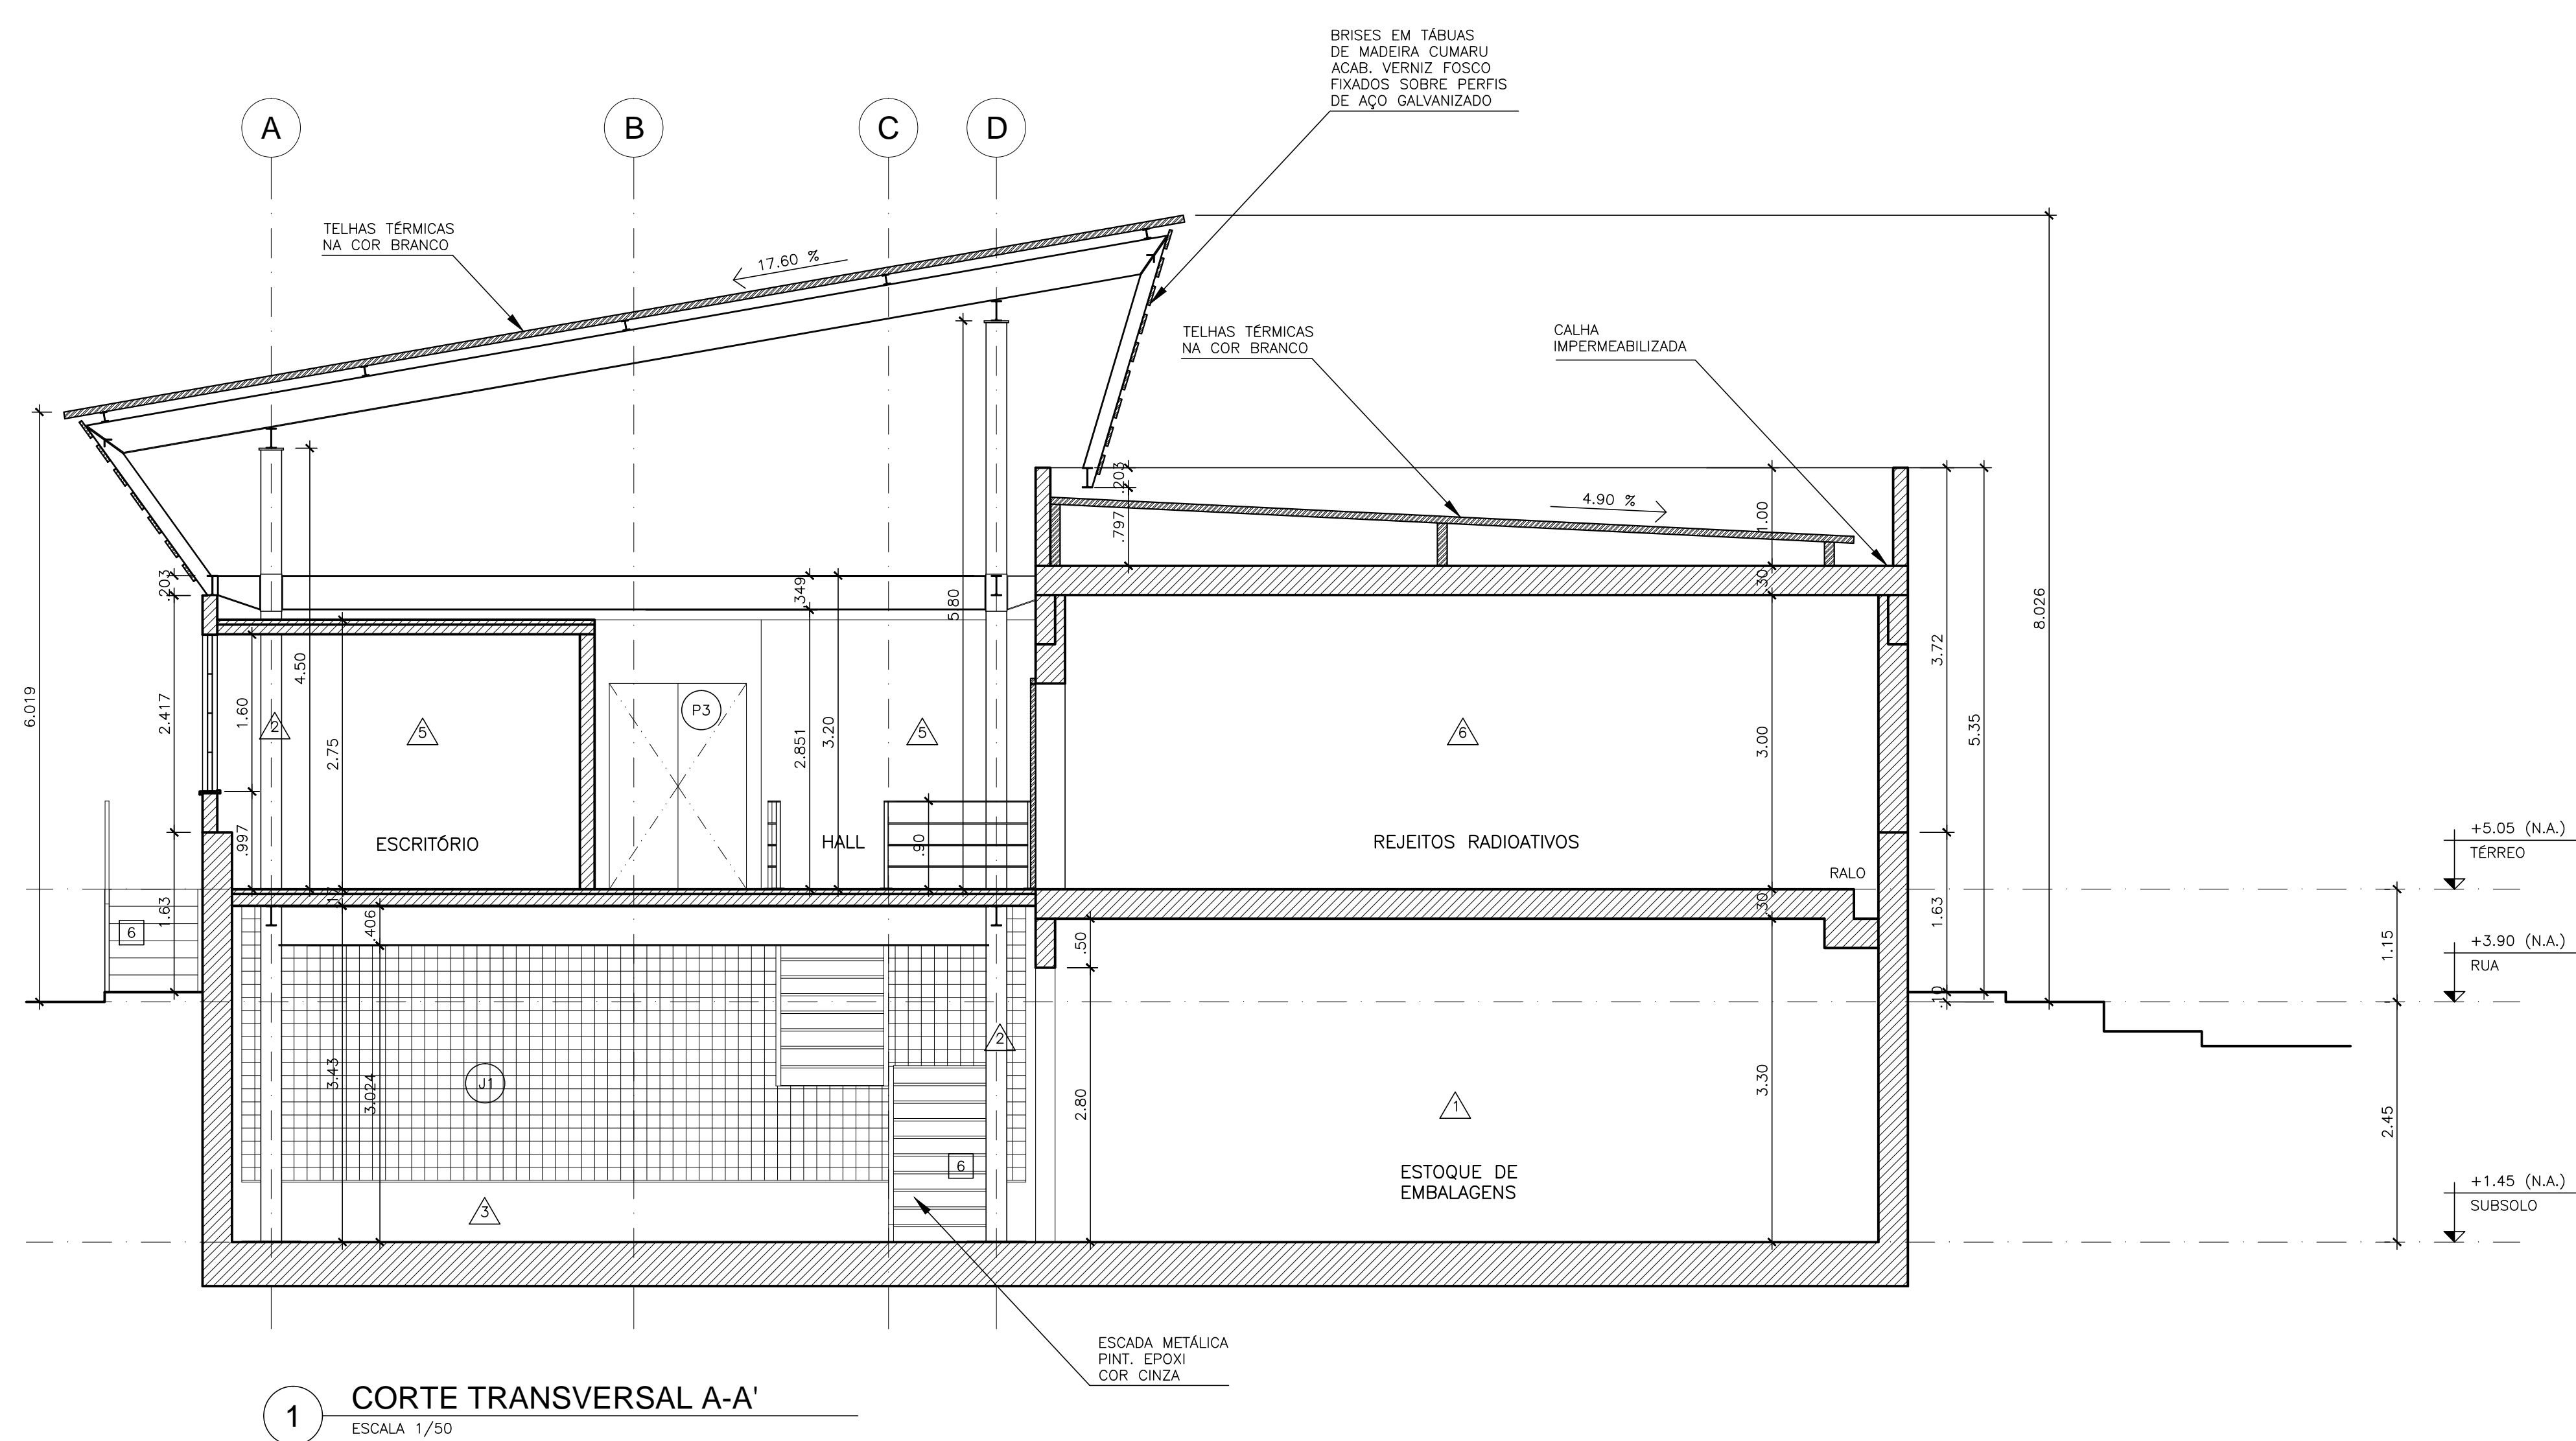 BRISES EM TÁBUAS
DE MADEIRA CUMARU
ACAB. VERNIZ FOSCO
FIXADOS SOBRE PERFIS
DE AÇO GALVANIZADO
A
B
C
D
TELHAS TÉRMICAS
NA COR BRANCO
17.60 %
TELHAS TÉRMICAS
NA COR BRANCO
CALHA
IMPERMEABILIZADA
4.90 %
.203
.797
1.00
.30
6.019
.203
2.417
1.63
1.60
.997
4.50
2.75
.349
2.851
3.20
5.80
.90
3.00
3.72
5.35
8.026
2
5
P3
5
6
ESCRITÓRIO
HALL
REJEITOS RADIOATIVOS
RALO
+5.05 (N.A.)
TÉRREO
6
.406
.50
.30
1.63
.10
1.15
+3.90 (N.A.)
RUA
3.43
3.024
J1
2
2.80
3.30
1
2.45
6
3
ESTOQUE DE
EMBALAGENS
+1.45 (N.A.)
SUBSOLO
ESCADA METÁLICA
PINT. EPOXI
COR CINZA
1
CORTE TRANSVERSAL A-A'
ESCALA 1/50